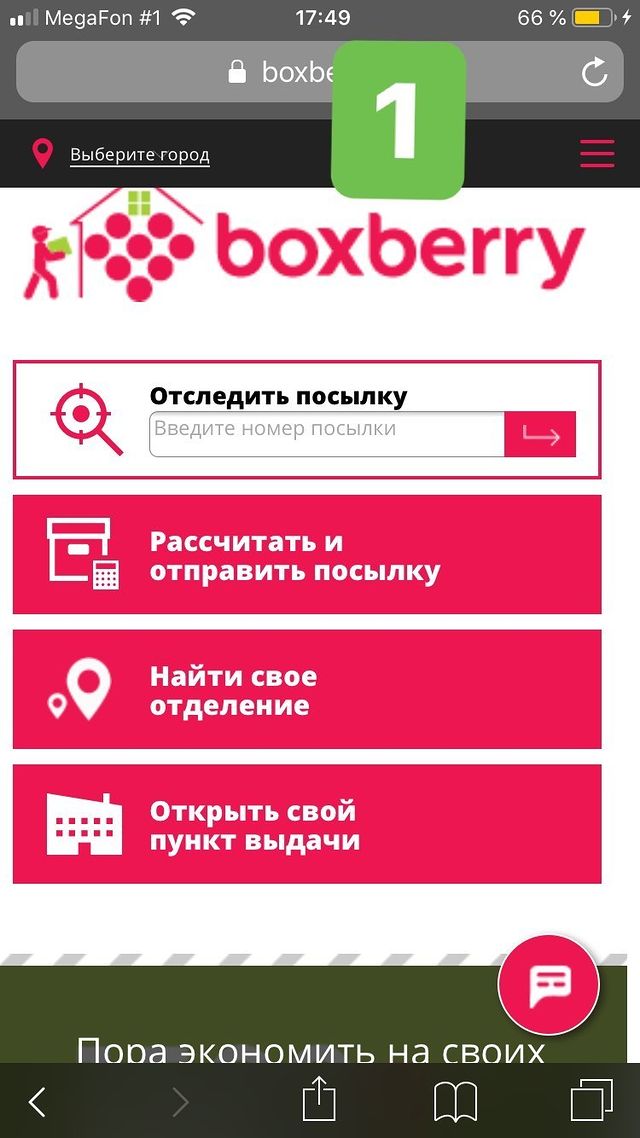 MegaFon #1 17:49 66 %
1
Выберите город
boxberry
Отследить посылку
Введите номер посылки
Рассчитать и
отправить посылку
Найти свое
отделение
Открыть свой
пункт выдачи
Пора экономить на своих